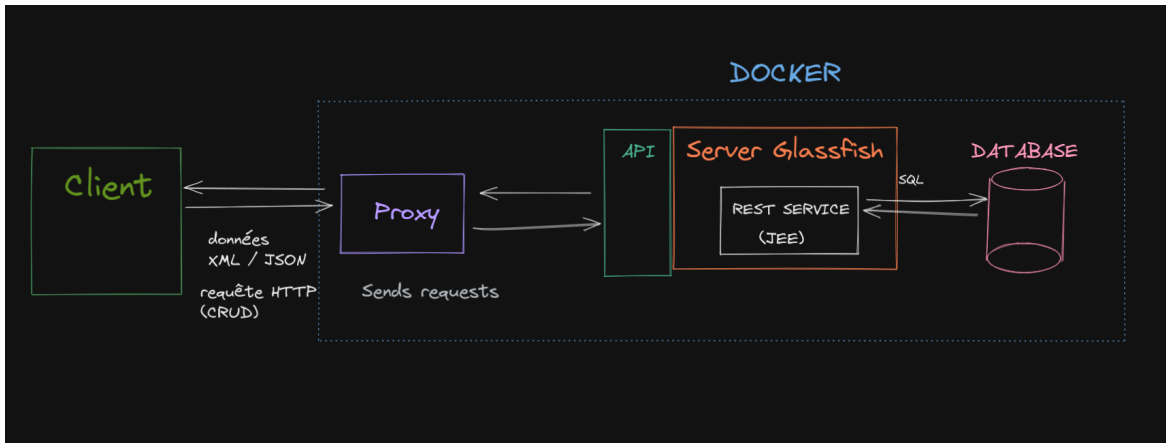 DOCKER
Client
données
XML / JSON
requête HTTP
(CRUD)
Proxy
Sends requests
API
Server Glassfish
REST SERVICE
(JEE)
SQL
DATABASE